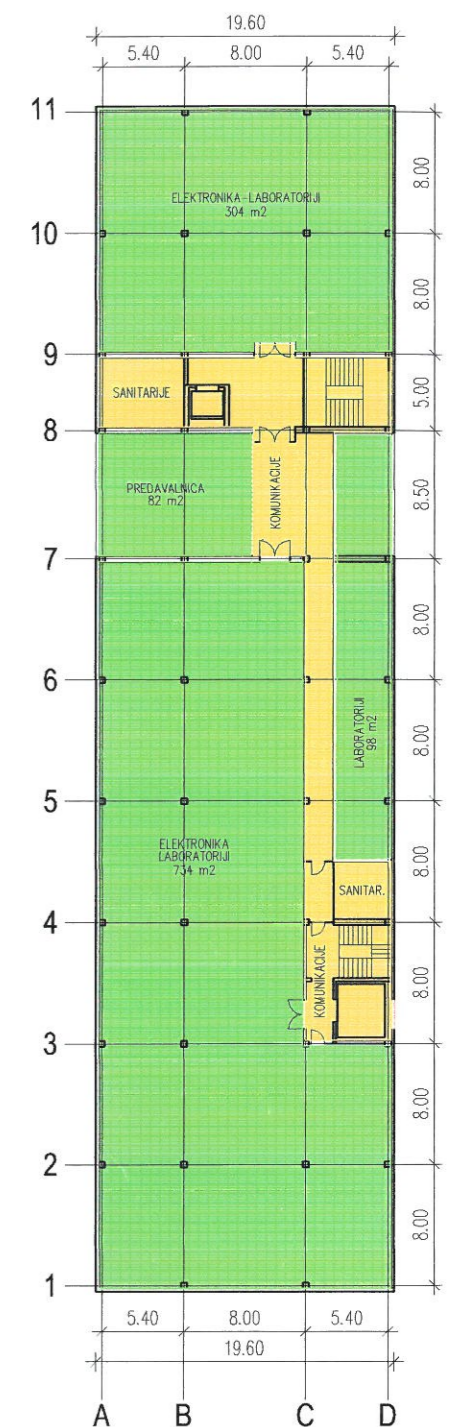 19.60
5.40 8.00 5.40
11
8.00
ELEKTRONIKA-LABORATORIJI
304 m2
10
8.00
9
SANITARIJE
5.00
8
PREDAVALNICA
82 m2
KOMUNIKACIJE
8.50
7
8.00
6
LABORATORIJI
98 m2
8.00
5
ELEKTRONIKA
LABORATORIJI
734 m2
8.00
SANITAR.
4
KOMUNIKACIJE
8.00
3
8.00
2
8.00
1
5.40 8.00 5.40
19.60
A B C D